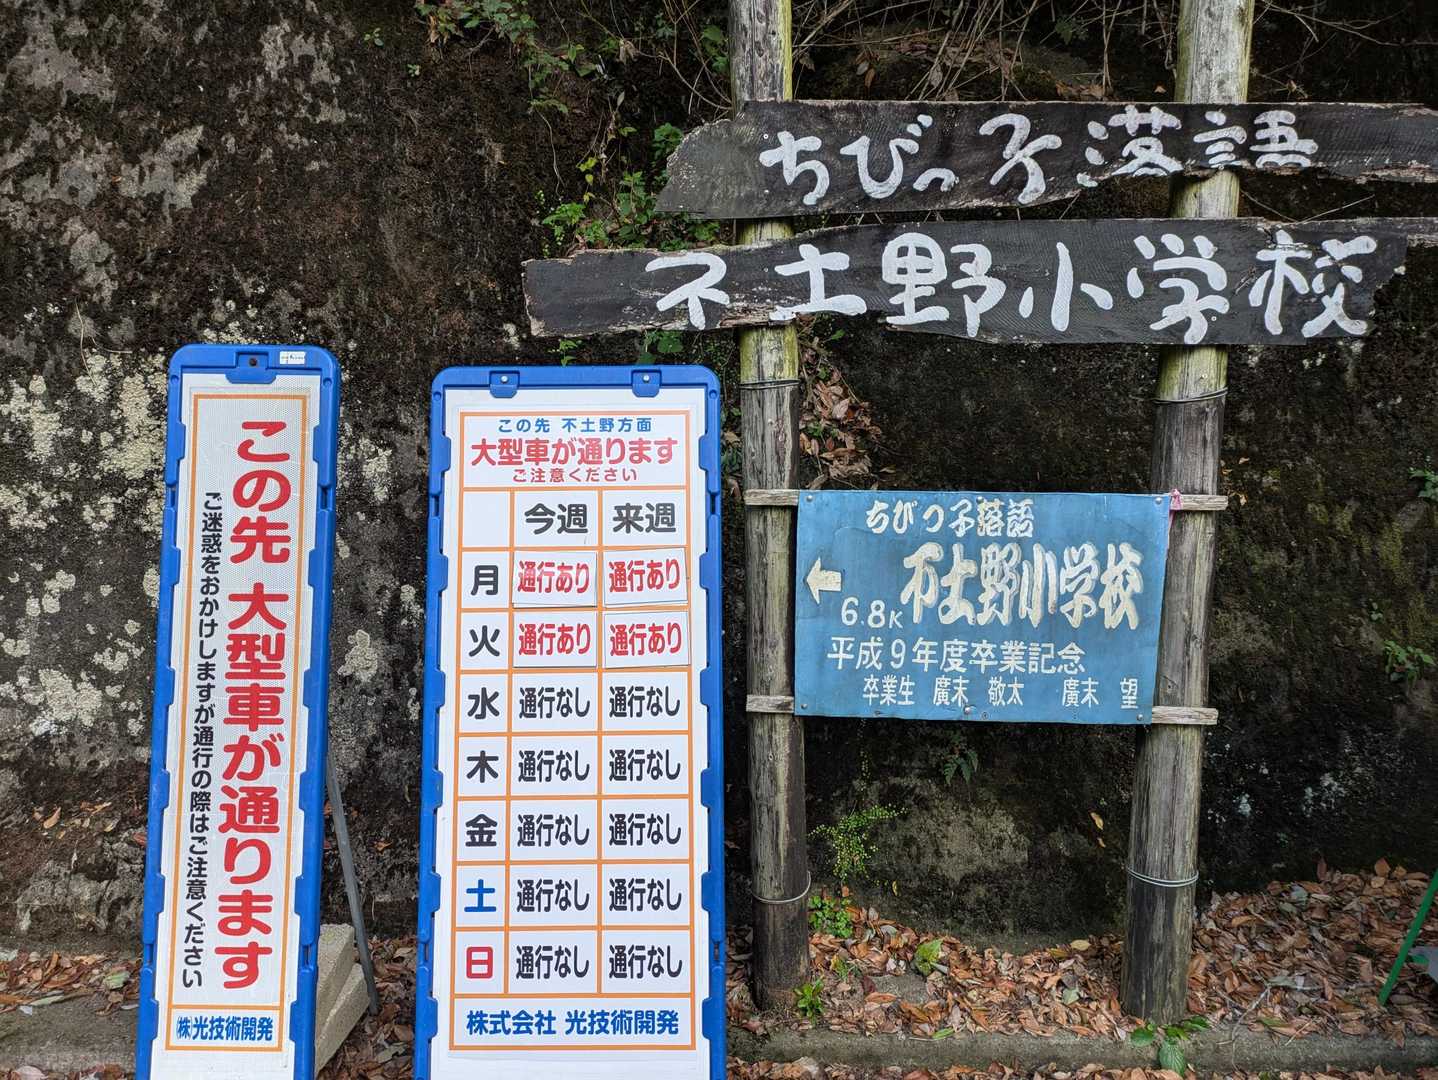 ちびっ子落語
不土野小学校
この先 大型車が通ります
ご迷惑をおかけしますが通行の際はご注意ください
㈱光技術開発
この先 不土野方面
大型車が通ります
ご注意ください
今週 来週
月 通行あり 通行あり
火 通行あり 通行あり
水 通行なし 通行なし
木 通行なし 通行なし
金 通行なし 通行なし
土 通行なし 通行なし
日 通行なし 通行なし
株式会社 光技術開発
ちびっ子落語
← 不土野小学校
6.8K
平成9年度卒業記念
卒業生 廣末 敬太 廣末 望